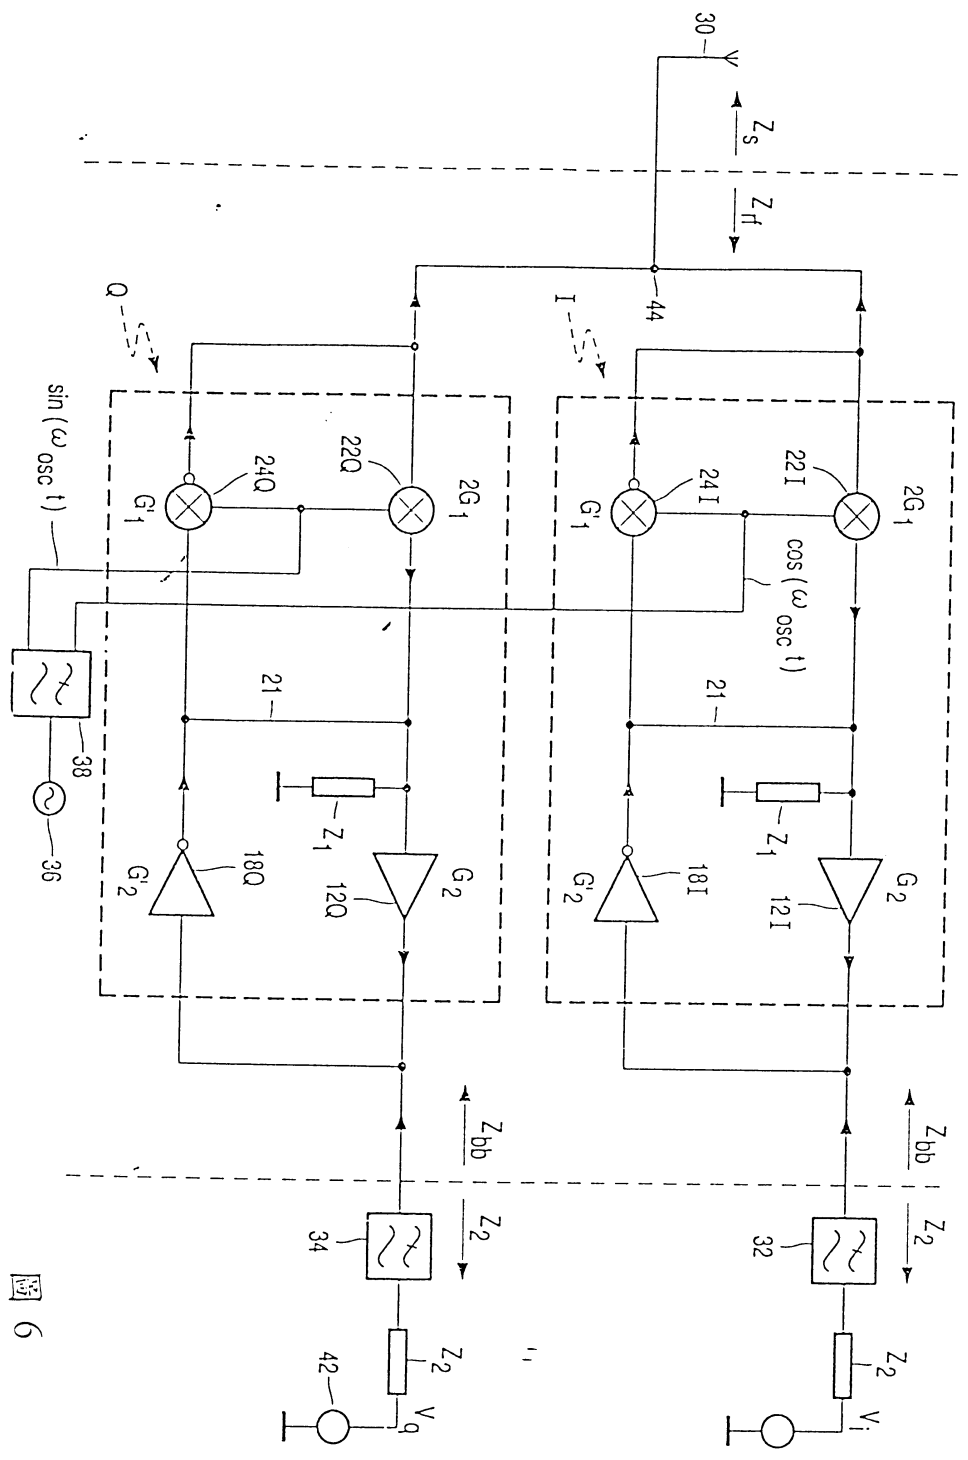 30
Z_s
Z_rf
44
I
2G_1
22I
24I
G'_1
cos(ω_osc t)
21
Z_1
G_2
12I
18I
G'_2
Z_bb
Z_2
32
Z_2
V_i
Q
2G_1
22Q
24Q
G'_1
sin(ω_osc t)
21
Z_1
G_2
12Q
18Q
G'_2
Z_bb
Z_2
34
Z_2
V_q
42
38
36
圖 6